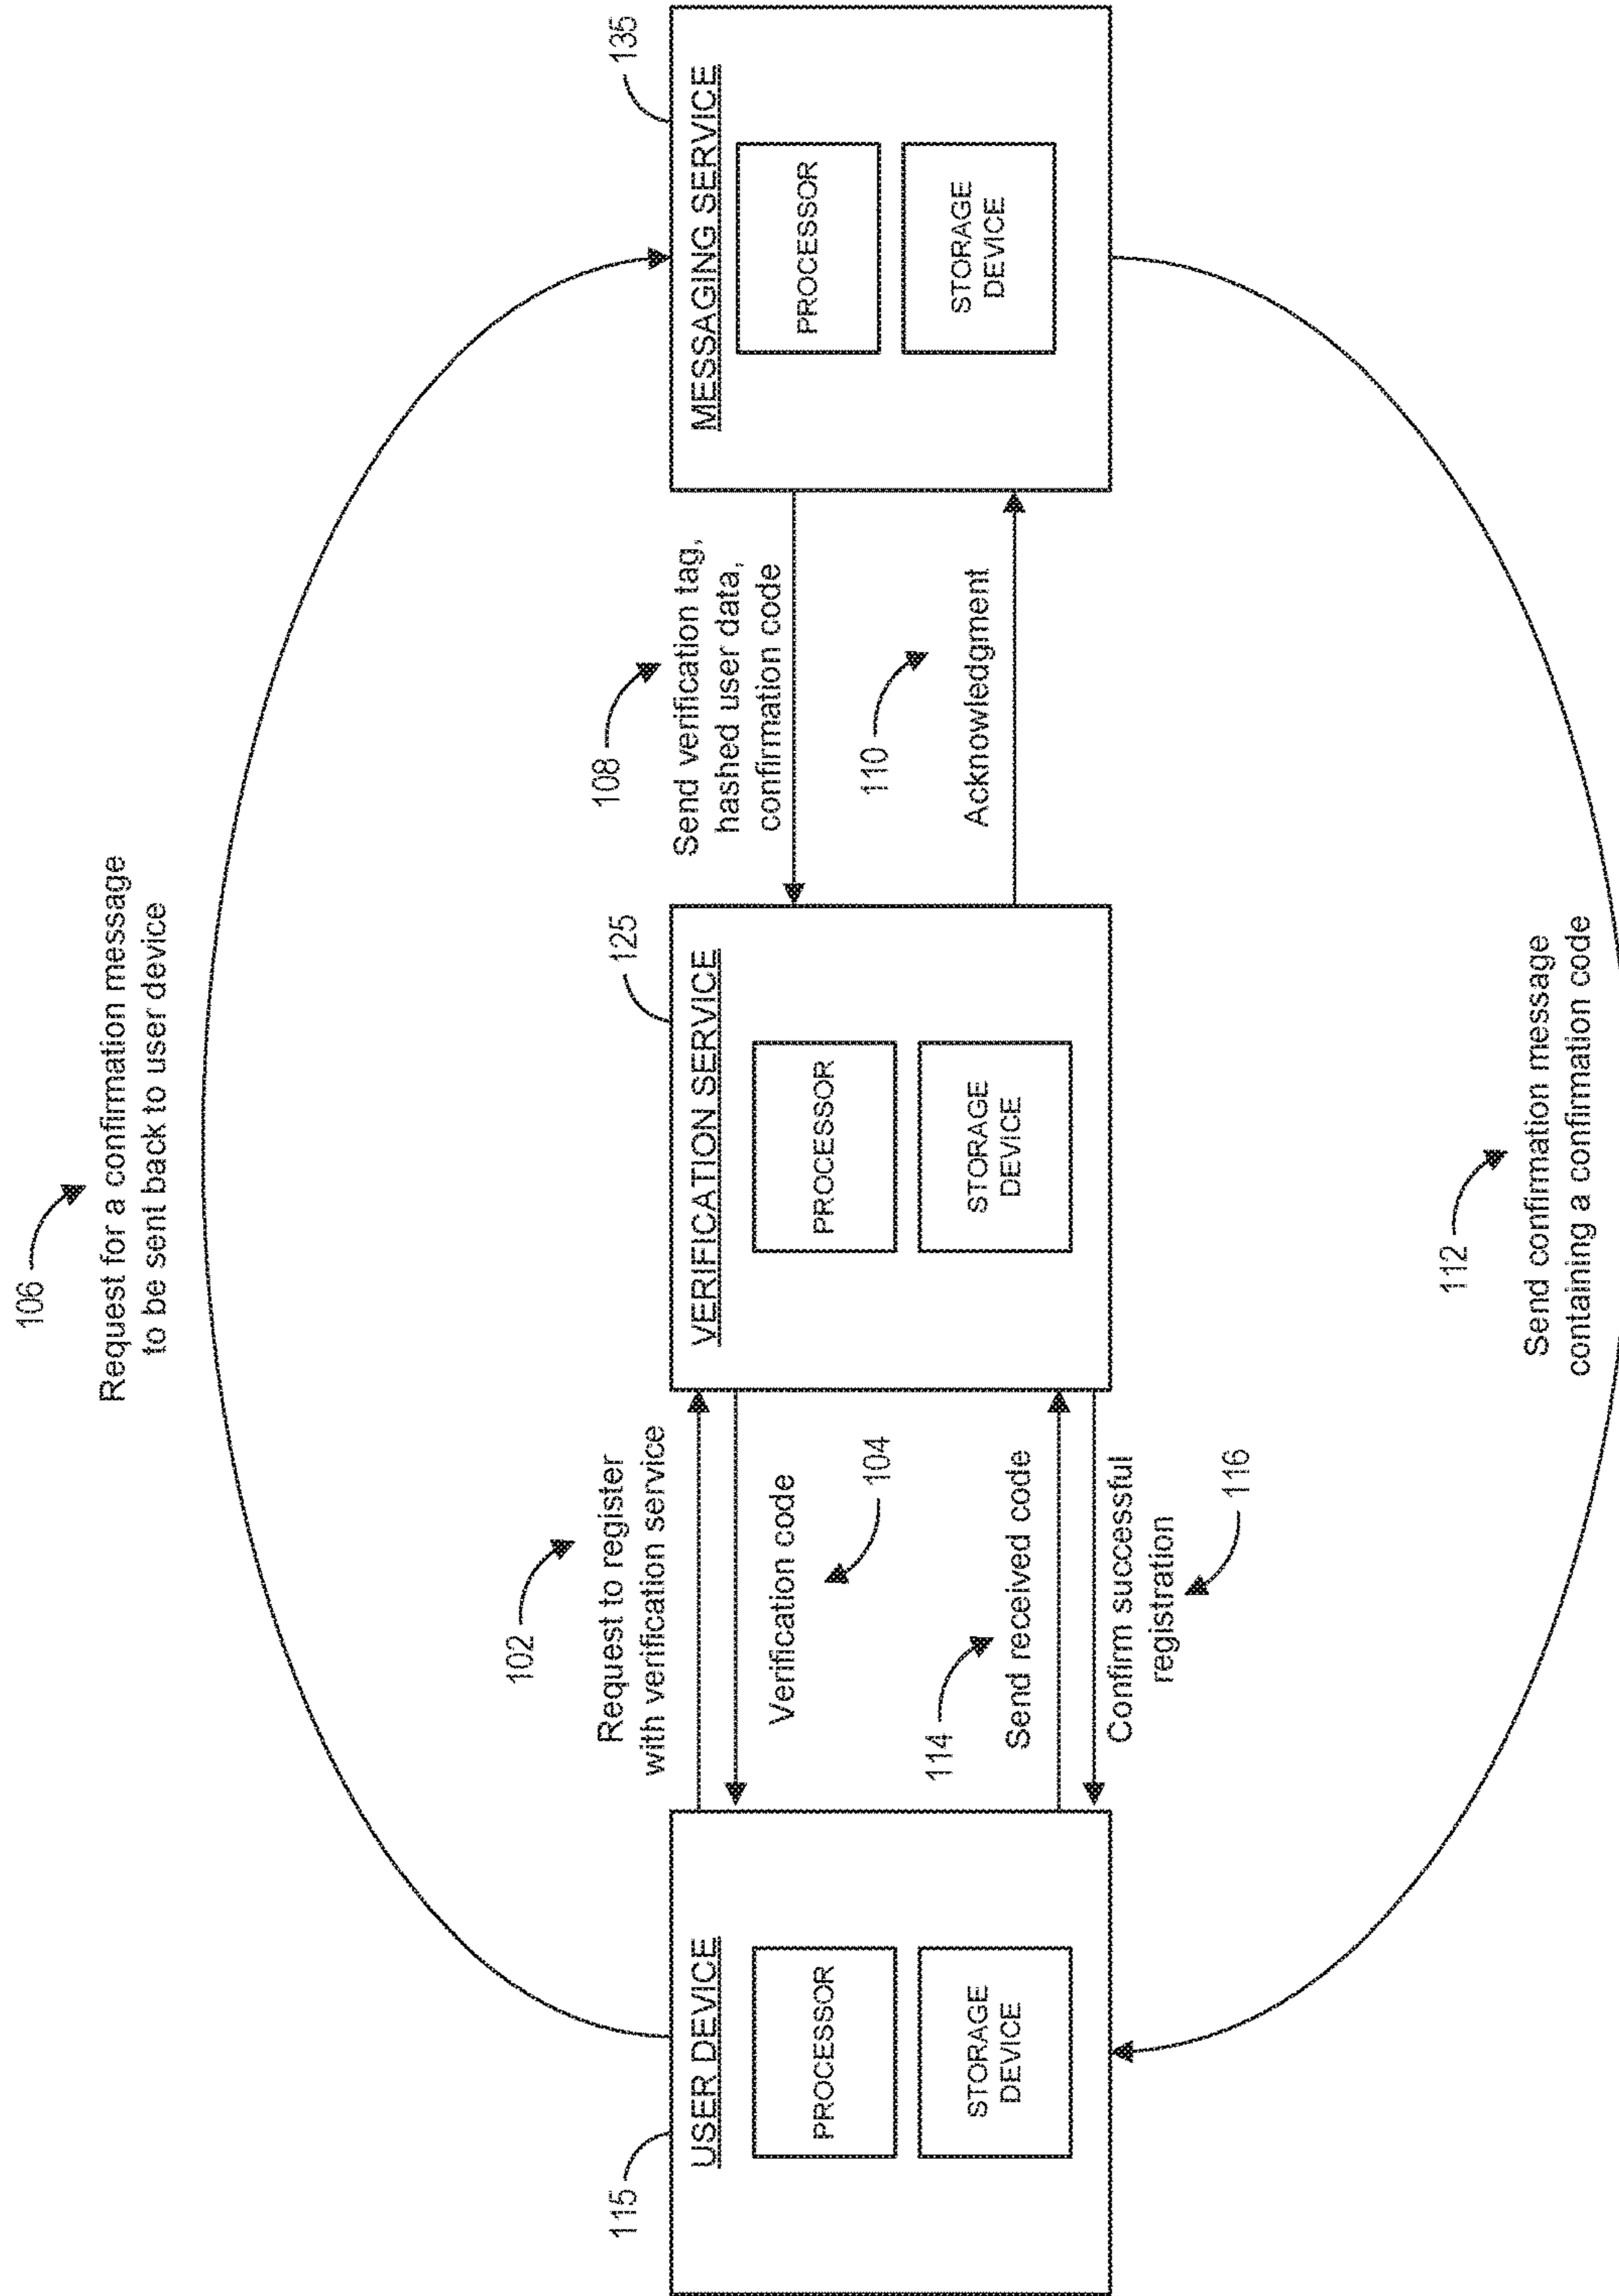 106
Request for a confirmation message
to be sent back to user device
115
USER DEVICE
PROCESSOR
STORAGE
DEVICE
102
Request to register
with verification service
Verification code
104
114
Send received code
Confirm successful
registration
116
125
VERIFICATION SERVICE
PROCESSOR
STORAGE
DEVICE
108
Send verification tag,
hashed user data,
confirmation code
110
Acknowledgment
135
MESSAGING SERVICE
PROCESSOR
STORAGE
DEVICE
112
Send confirmation message
containing a confirmation code